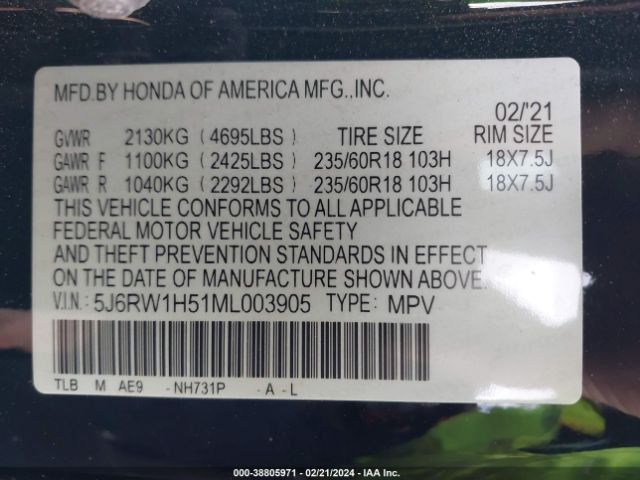 MFD.BY HONDA OF AMERICA MFG.,INC.
02/'21
GVWR 2130KG (4695LBS) TIRE SIZE RIM SIZE
GAWR F 1100KG (2425LBS) 235/60R18 103H 18X7.5J
GAWR R 1040KG (2292LBS) 235/60R18 103H 18X7.5J
THIS VEHICLE CONFORMS TO ALL APPLICABLE
FEDERAL MOTOR VEHICLE SAFETY
AND THEFT PREVENTION STANDARDS IN EFFECT
ON THE DATE OF MANUFACTURE SHOWN ABOVE.
V.I.N.: 5J6RW1H51ML003905 TYPE: MPV
TLB M AE9 -NH731P -A -L
000-38805971 - 02/21/2024 - IAA Inc.